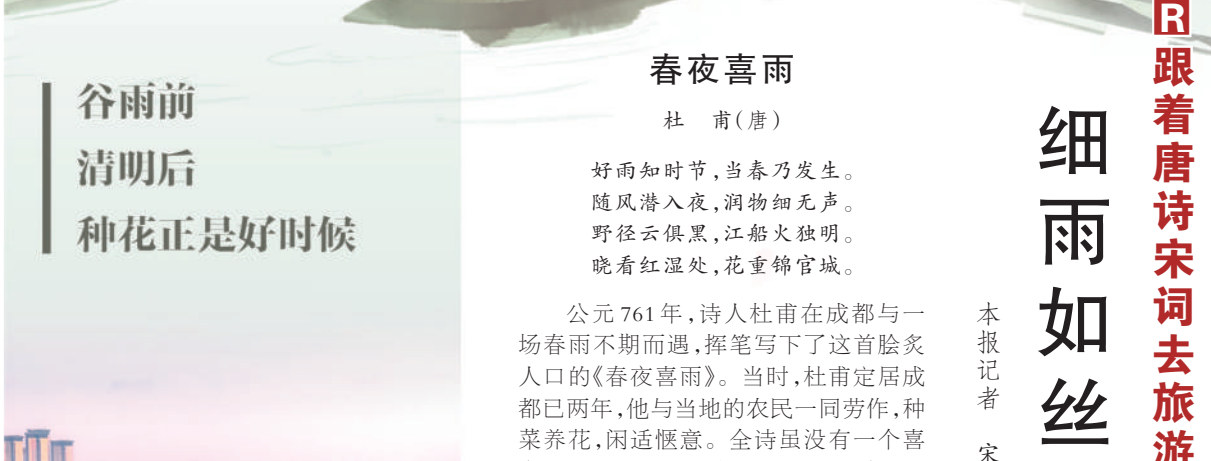 R跟着唐诗宋词去旅游
细雨如丝
本报记者 宋
春夜喜雨
杜 甫(唐)
好雨知时节,当春乃发生。
随风潜入夜,润物细无声。
野径云俱黑,江船火独明。
晓看红湿处,花重锦官城。
公元761年,诗人杜甫在成都与一
场春雨不期而遇,挥笔写下了这首脍炙
人口的《春夜喜雨》。当时,杜甫定居成
都已两年,他与当地的农民一同劳作,种
菜养花,闲适惬意。全诗虽没有一个喜
谷雨前
清明后
种花正是好时候